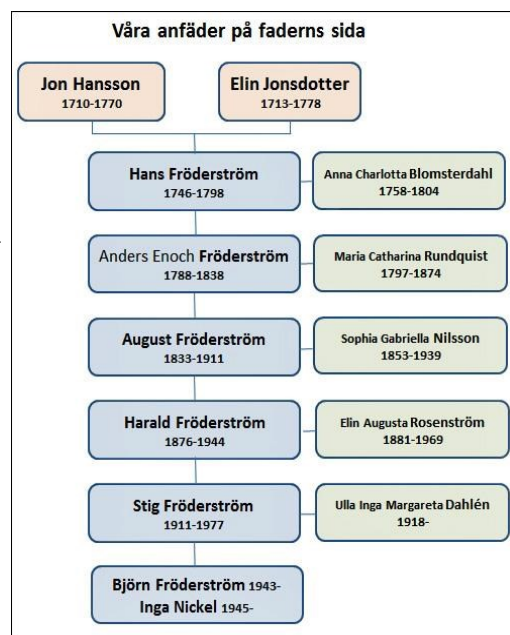 Våra anfäder på faderns sida
Jon Hansson
1710-1770
Elin Jonsdotter
1713-1778
Hans Fröderström
1746-1798
Anna Charlotta Blomsterdahl
1758-1804
Anders Enoch Fröderström
1788-1838
Maria Catharina Rundquist
1797-1874
August Fröderström
1833-1911
Sophia Gabriella Nilsson
1853-1939
Harald Fröderström
1876-1944
Elin Augusta Rosenström
1881-1969
Stig Fröderström
1911-1977
Ulla Inga Margareta Dahlén
1918-
Björn Fröderström 1943-
Inga Nickel 1945-